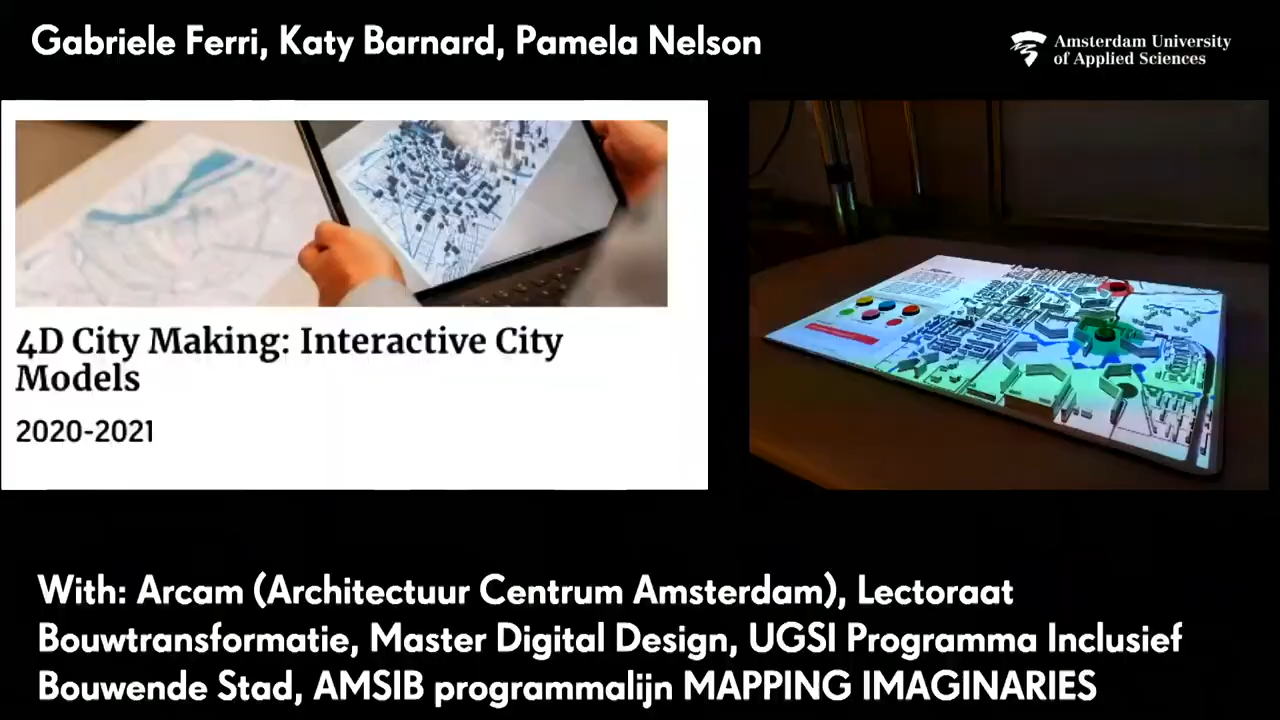 Gabriele Ferri, Katy Barnard, Pamela Nelson
Amsterdam University
of Applied Sciences
4D City Making: Interactive City
Models
2020-2021
With: Arcam (Architectuur Centrum Amsterdam), Lectoraat
Bouwtransformatie, Master Digital Design, UGSI Programma Inclusief
Bouwende Stad, AMSIB programmalijn MAPPING IMAGINARIES